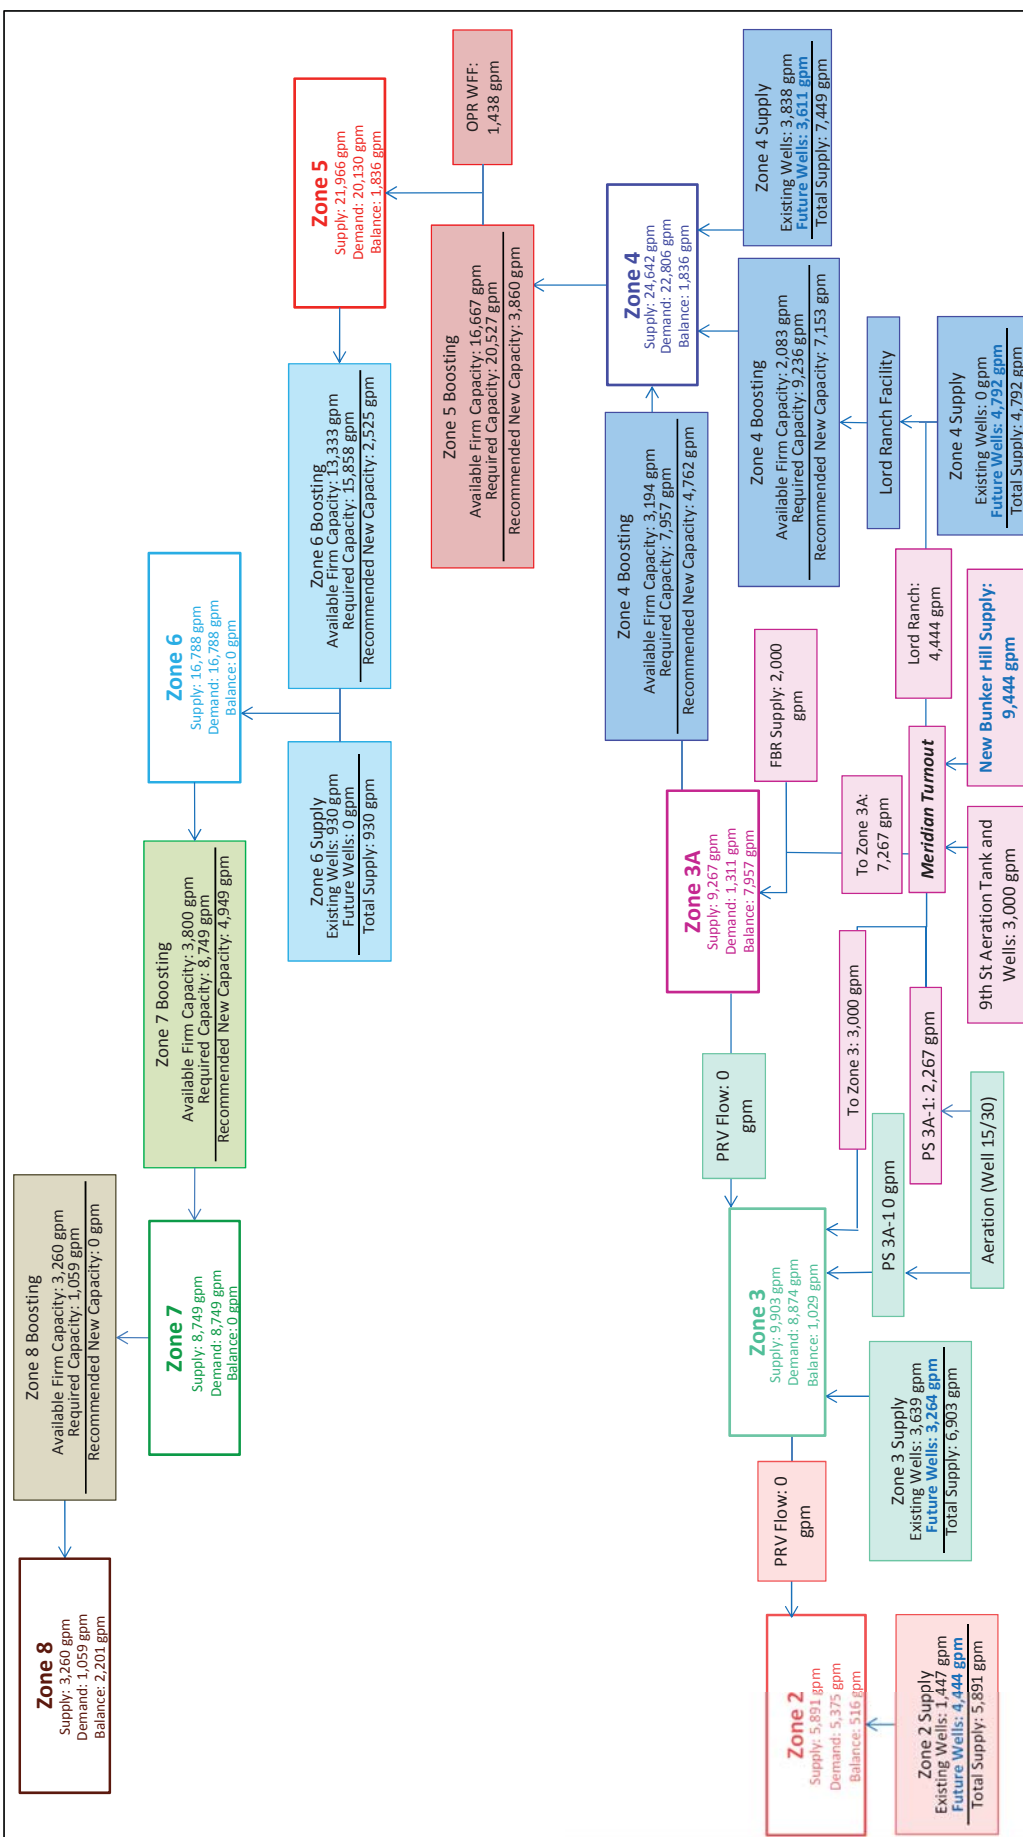 Zone 8
Supply: 3,260 gpm
Demand: 1,059 gpm
Balance: 2,201 gpm
Zone 8 Boosting
Available Firm Capacity: 3,260 gpm
Required Capacity: 1,059 gpm
Recommended New Capacity: 0 gpm
Zone 7
Supply: 8,749 gpm
Demand: 8,749 gpm
Balance: 0 gpm
Zone 7 Boosting
Available Firm Capacity: 3,800 gpm
Required Capacity: 8,749 gpm
Recommended New Capacity: 4,949 gpm
Zone 6
Supply: 16,788 gpm
Demand: 16,788 gpm
Balance: 0 gpm
Zone 6 Supply
Existing Wells: 930 gpm
Future Wells: 0 gpm
Total Supply: 930 gpm
Zone 6 Boosting
Available Firm Capacity: 13,333 gpm
Required Capacity: 15,858 gpm
Recommended New Capacity: 2,525 gpm
Zone 5
Supply: 21,966 gpm
Demand: 20,130 gpm
Balance: 1,836 gpm
Zone 5 Boosting
Available Firm Capacity: 16,667 gpm
Required Capacity: 20,527 gpm
Recommended New Capacity: 3,860 gpm
OPR WFF:
1,438 gpm
Zone 4 Boosting
Available Firm Capacity: 3,194 gpm
Required Capacity: 7,957 gpm
Recommended New Capacity: 4,762 gpm
Zone 4
Supply: 24,642 gpm
Demand: 22,806 gpm
Balance: 1,836 gpm
Zone 4 Boosting
Available Firm Capacity: 2,083 gpm
Required Capacity: 9,236 gpm
Recommended New Capacity: 7,153 gpm
Zone 4 Supply
Existing Wells: 3,838 gpm
Future Wells: 3,611 gpm
Total Supply: 7,449 gpm
Lord Ranch Facility
Zone 4 Supply
Existing Wells: 0 gpm
Future Wells: 4,792 gpm
Total Supply: 4,792 gpm
Zone 2
Supply: 5,891 gpm
Demand: 5,375 gpm
Balance: 516 gpm
Zone 2 Supply
Existing Wells: 1,447 gpm
Future Wells: 4,444 gpm
Total Supply: 5,891 gpm
PRV Flow: 0
gpm
Zone 3
Supply: 9,903 gpm
Demand: 8,874 gpm
Balance: 1,029 gpm
Zone 3 Supply
Existing Wells: 3,639 gpm
Future Wells: 3,264 gpm
Total Supply: 6,903 gpm
PRV Flow: 0
gpm
PS 3A-1 0 gpm
Aeration (Well 15/30)
To Zone 3: 3,000 gpm
PS 3A-1: 2,267 gpm
Zone 3A
Supply: 9,267 gpm
Demand: 1,311 gpm
Balance: 7,957 gpm
FBR Supply: 2,000
gpm
To Zone 3A:
7,267 gpm
Meridian Turnout
Lord Ranch:
4,444 gpm
9th St Aeration Tank and
Wells: 3,000 gpm
New Bunker Hill Supply:
9,444 gpm